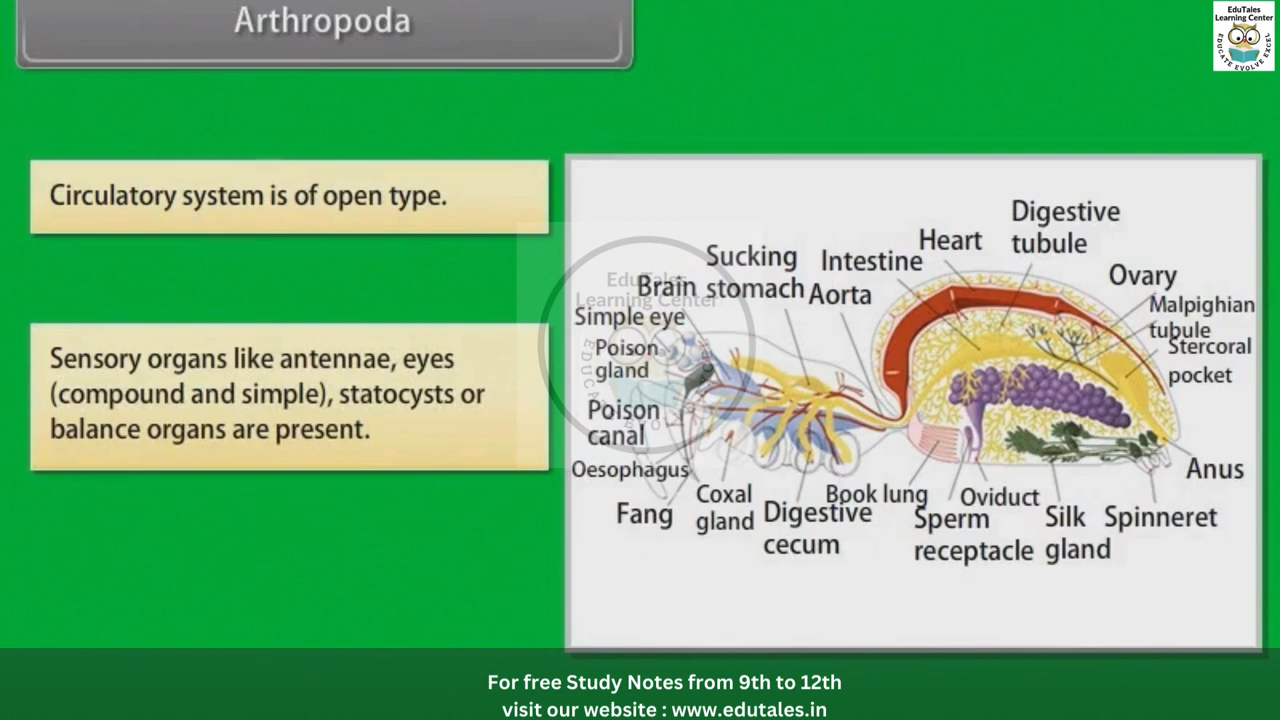 Arthropoda
EduTales
Learning Center
EDUCATE EVOLVE EXCEL
Circulatory system is of open type.
Sensory organs like antennae, eyes
(compound and simple), statocysts or
balance organs are present.
EduTales
Learning Center
Digestive
tubule
Heart
Sucking
stomach
Intestine
Aorta
Brain
Ovary
Malpighian
tubule
Stercoral
pocket
Simple eye
Poison
gland
Poison
canal
Oesophagus
Fang
Coxal
gland
Digestive
cecum
Book lung
Sperm
receptacle
Oviduct
Silk
gland
Spinneret
Anus
For free Study Notes from 9th to 12th
visit our website : www.edutales.in